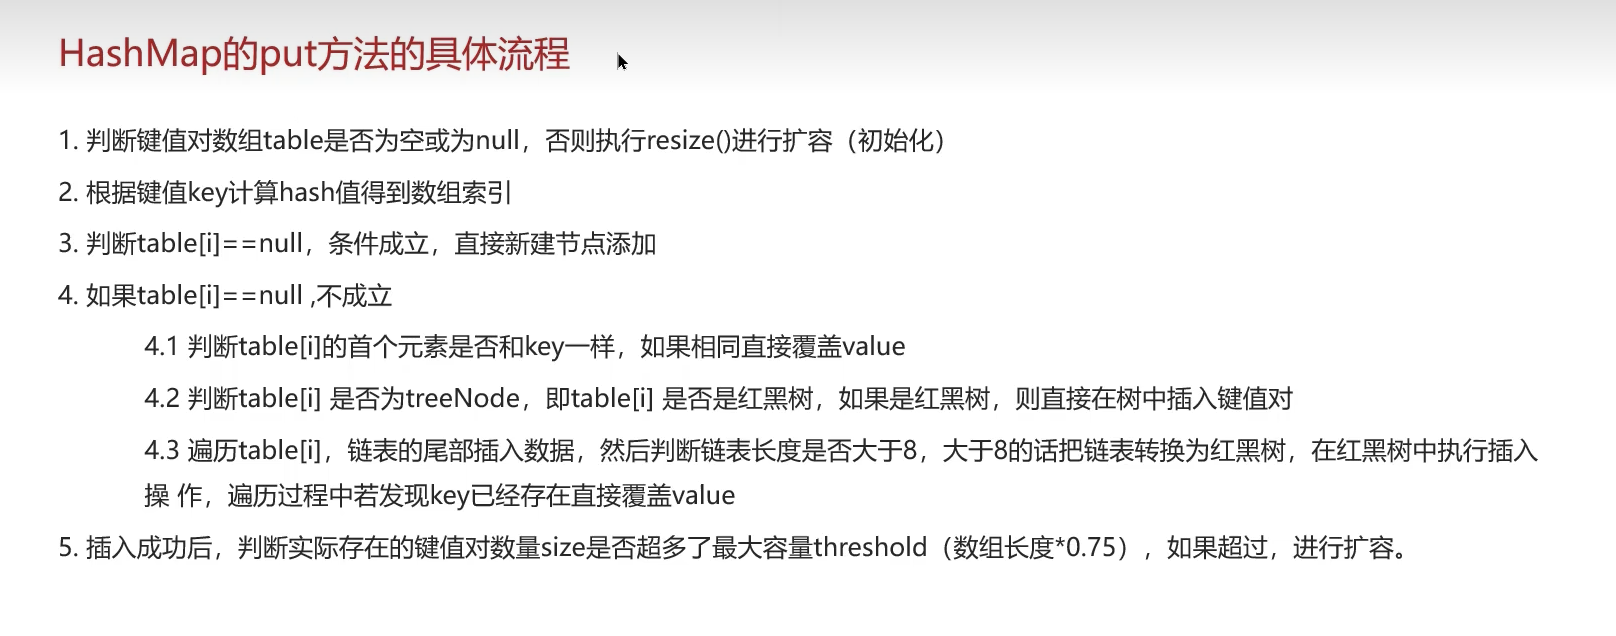 HashMap的put方法的具体流程
1. 判断键值对数组table是否为空或为null，否则执行resize()进行扩容（初始化）
2. 根据键值key计算hash值得到数组索引
3. 判断table[i]==null，条件成立，直接新建节点添加
4. 如果table[i]==null ,不成立
4.1 判断table[i]的首个元素是否和key一样，如果相同直接覆盖value
4.2 判断table[i] 是否为treeNode，即table[i] 是否是红黑树，如果是红黑树，则直接在树中插入键值对
4.3 遍历table[i]，链表的尾部插入数据，然后判断链表长度是否大于8，大于8的话把链表转换为红黑树，在红黑树中执行插入
操 作，遍历过程中若发现key已经存在直接覆盖value
5. 插入成功后，判断实际存在的键值对数量size是否超多了最大容量threshold（数组长度*0.75），如果超过，进行扩容。